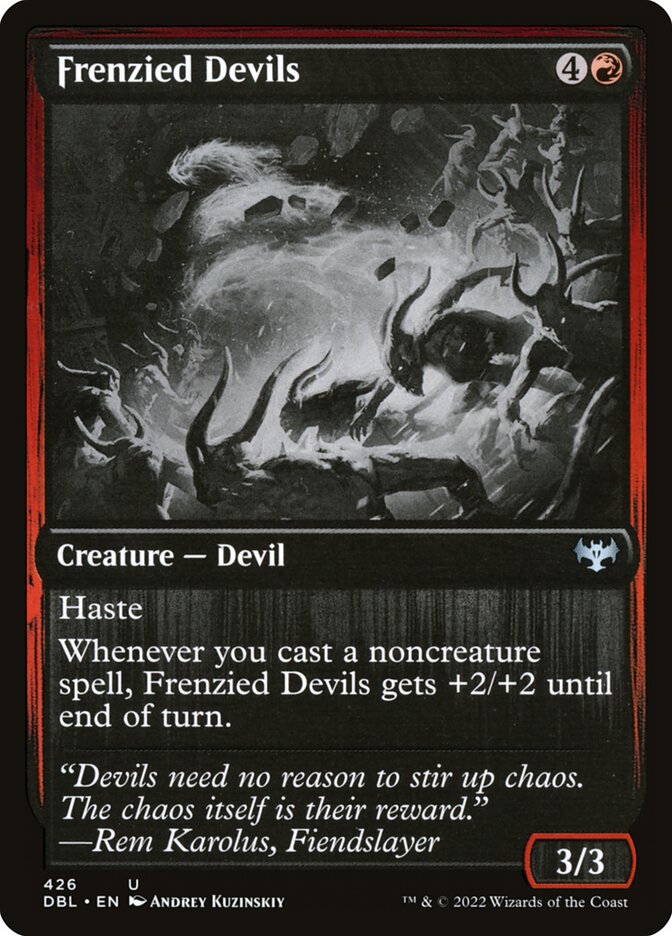 Frenzied Devils 4
Creature — Devil
Haste
Whenever you cast a noncreature
spell, Frenzied Devils gets +2/+2 until
end of turn.
“Devils need no reason to stir up chaos.
The chaos itself is their reward.”
—Rem Karolus, Fiendslayer
3/3
426 U
DBL • EN Andrey Kuzinskiy ™ & © 2022 Wizards of the Coast